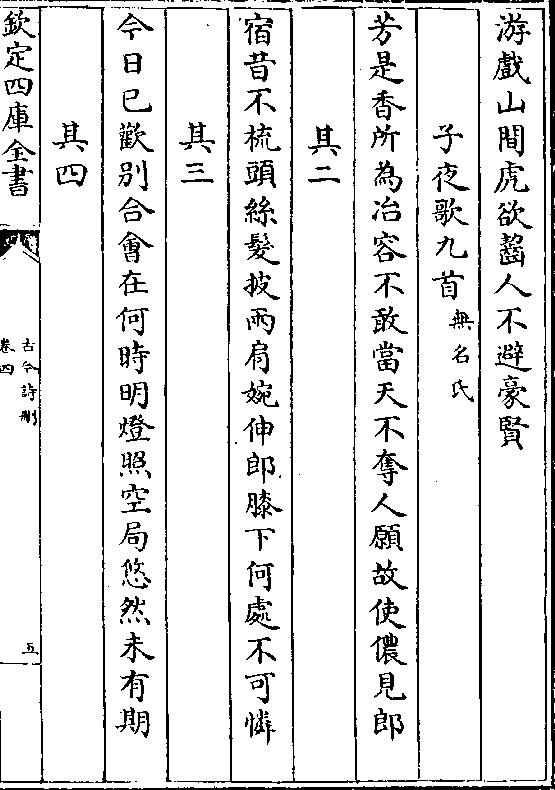 游戲山間虎欲齧人不避豪賢
子夜歌九首無名氏
芳是香所為冶容不敢當天不奪人願故使儂見郎
其二
宿昔不梳頭絲髮披兩肩婉伸郎膝下何處不可憐
其三
今日已歡別合會在何時明燈照空局悠然未有期
其四
欽定四庫全書
古今詩刪
卷四
五